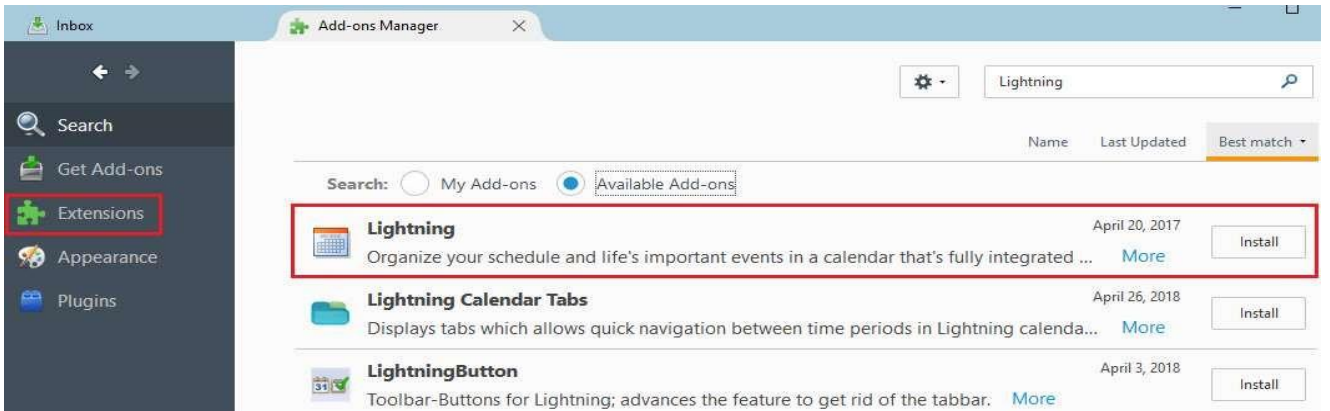 Inbox
Add-ons Manager
Lightning
Search
Name Last Updated Best match
Get Add-ons
Search: My Add-ons Available Add-ons
Extensions
Lightning April 20, 2017
Install
Appearance
Organize your schedule and life's important events in a calendar that's fully integrated ... More
Plugins
Lightning Calendar Tabs April 26, 2018
Install
Displays tabs which allows quick navigation between time periods in Lightning calenda... More
LightningButton April 3, 2018
Install
Toolbar-Buttons for Lightning; advances the feature to get rid of the tabbar. More